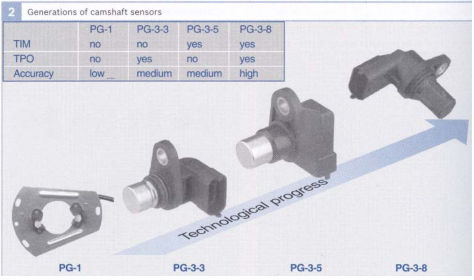 2 Generations of camshaft sensors
PG-1 PG-3-3 PG-3-5 PG-3-8
TIM no no yes yes
TPO no yes no yes
Accuracy low medium medium high
Technological progress
PG-1 PG-3-3 PG-3-5 PG-3-8